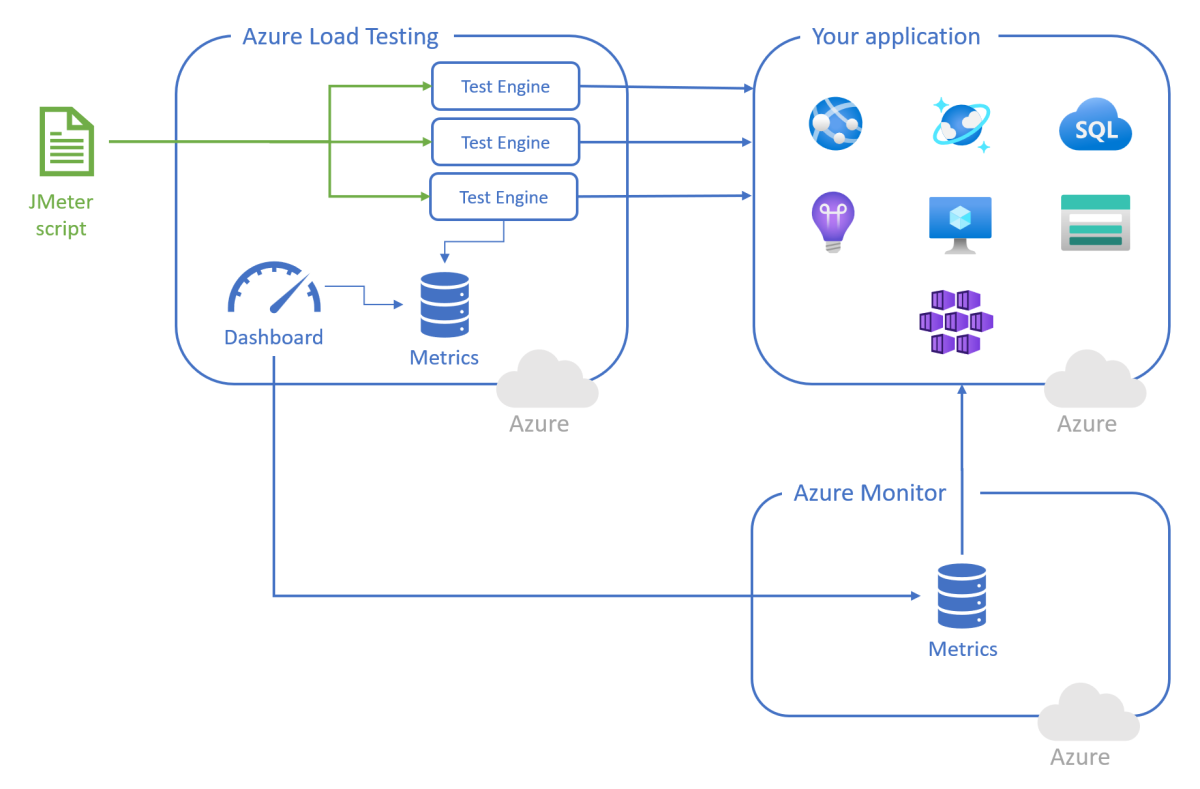 Azure Load Testing
Your application
Test Engine
Test Engine
Test Engine
SQL
JMeter
script
Dashboard
Metrics
Azure
Azure
Azure Monitor
Metrics
Azure